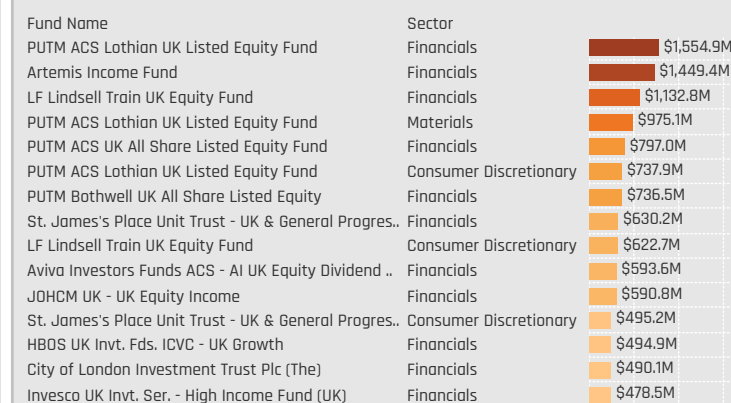 Fund Name Sector
PUTM ACS Lothian UK Listed Equity Fund Financials $1,554.9M
Artemis Income Fund Financials $1,449.4M
LF Lindsell Train UK Equity Fund Financials $1,132.8M
PUTM ACS Lothian UK Listed Equity Fund Materials $975.1M
PUTM ACS UK All Share Listed Equity Fund Financials $797.0M
PUTM ACS Lothian UK Listed Equity Fund Consumer Discretionary $737.9M
PUTM Bothwell UK All Share Listed Equity Financials $736.5M
St. James's Place Unit Trust - UK & General Progres.. Financials $630.2M
LF Lindsell Train UK Equity Fund Consumer Discretionary $622.7M
Aviva Investors Funds ACS - AI UK Equity Dividend .. Financials $593.6M
JOHCM UK - UK Equity Income Financials $590.8M
St. James's Place Unit Trust - UK & General Progres.. Consumer Discretionary $495.2M
HBOS UK Invt. Fds. ICVC - UK Growth Financials $494.9M
City of London Investment Trust Plc (The) Financials $490.1M
Invesco UK Invt. Ser. - High Income Fund (UK) Financials $478.5M